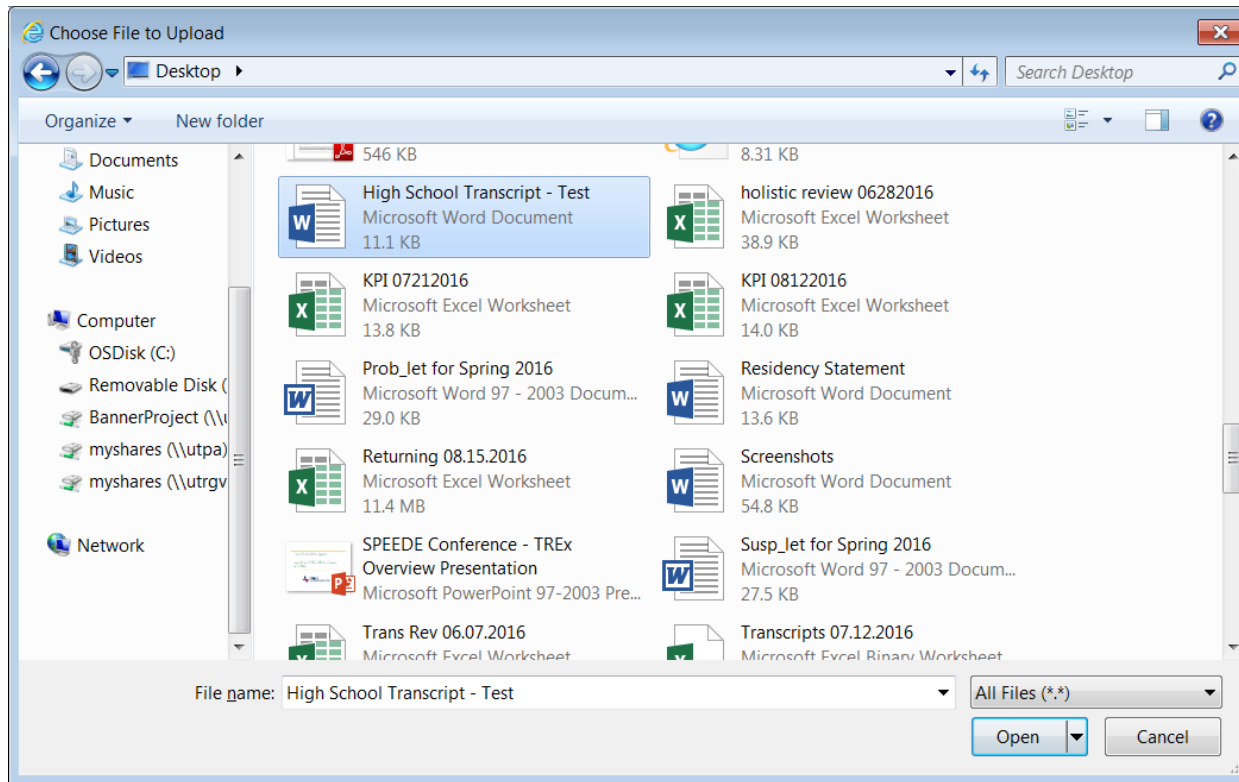 Choose File to Upload
Desktop
Search Desktop
Organize
New folder
Documents
Music
Pictures
Videos
Computer
OSDisk (C:)
Removable Disk (
BannerProject (\\u
myshares (\\utpa)
myshares (\\utrgv
Network
546 KB
8.31 KB
High School Transcript - Test
Microsoft Word Document
11.1 KB
holistic review 06282016
Microsoft Excel Worksheet
38.9 KB
KPI 07212016
Microsoft Excel Worksheet
13.8 KB
KPI 08122016
Microsoft Excel Worksheet
14.0 KB
Prob_let for Spring 2016
Microsoft Word 97 - 2003 Docum...
29.0 KB
Residency Statement
Microsoft Word Document
13.6 KB
Returning 08.15.2016
Microsoft Excel Worksheet
11.4 MB
Screenshots
Microsoft Word Document
54.8 KB
SPEEDE Conference - TREx
Overview Presentation
Microsoft PowerPoint 97-2003 Pre...
Susp_let for Spring 2016
Microsoft Word 97 - 2003 Docum...
27.5 KB
Trans Rev 06.07.2016
Microsoft Excel Worksheet
Transcripts 07.12.2016
Microsoft Excel Binary Worksheet
File name:
High School Transcript - Test
All Files (*.*)
Open
Cancel